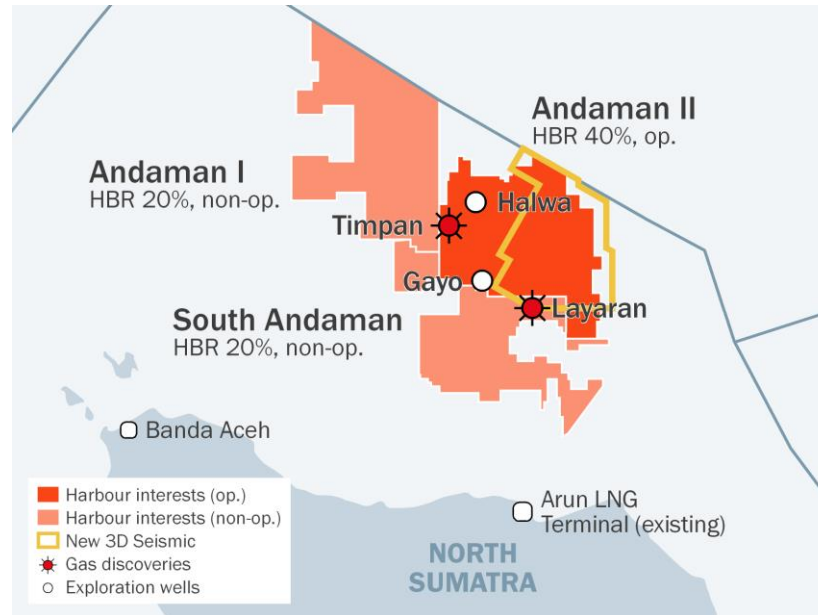 Andaman II
HBR 40%, op.
Andaman I
HBR 20%, non-op.
Halwa
Timpan
Gayo
Layaran
South Andaman
HBR 20%, non-op.
Banda Aceh
Arun LNG
Terminal (existing)
NORTH
SUMATRA
Harbour interests (op.)
Harbour interests (non-op.)
New 3D Seismic
Gas discoveries
Exploration wells